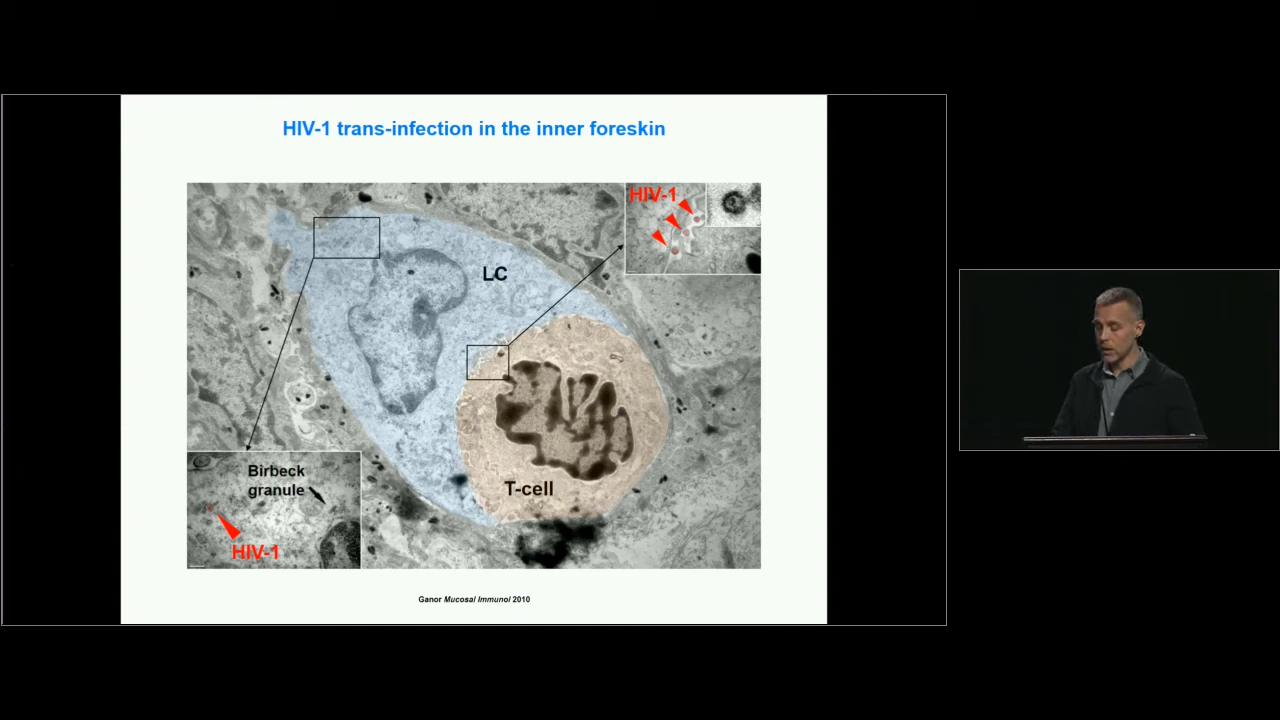 HIV-1 trans-infection in the inner foreskin
HIV-1
LC
T-cell
Birbeck
granule
HIV-1
Ganor Mucosal Immunol 2010